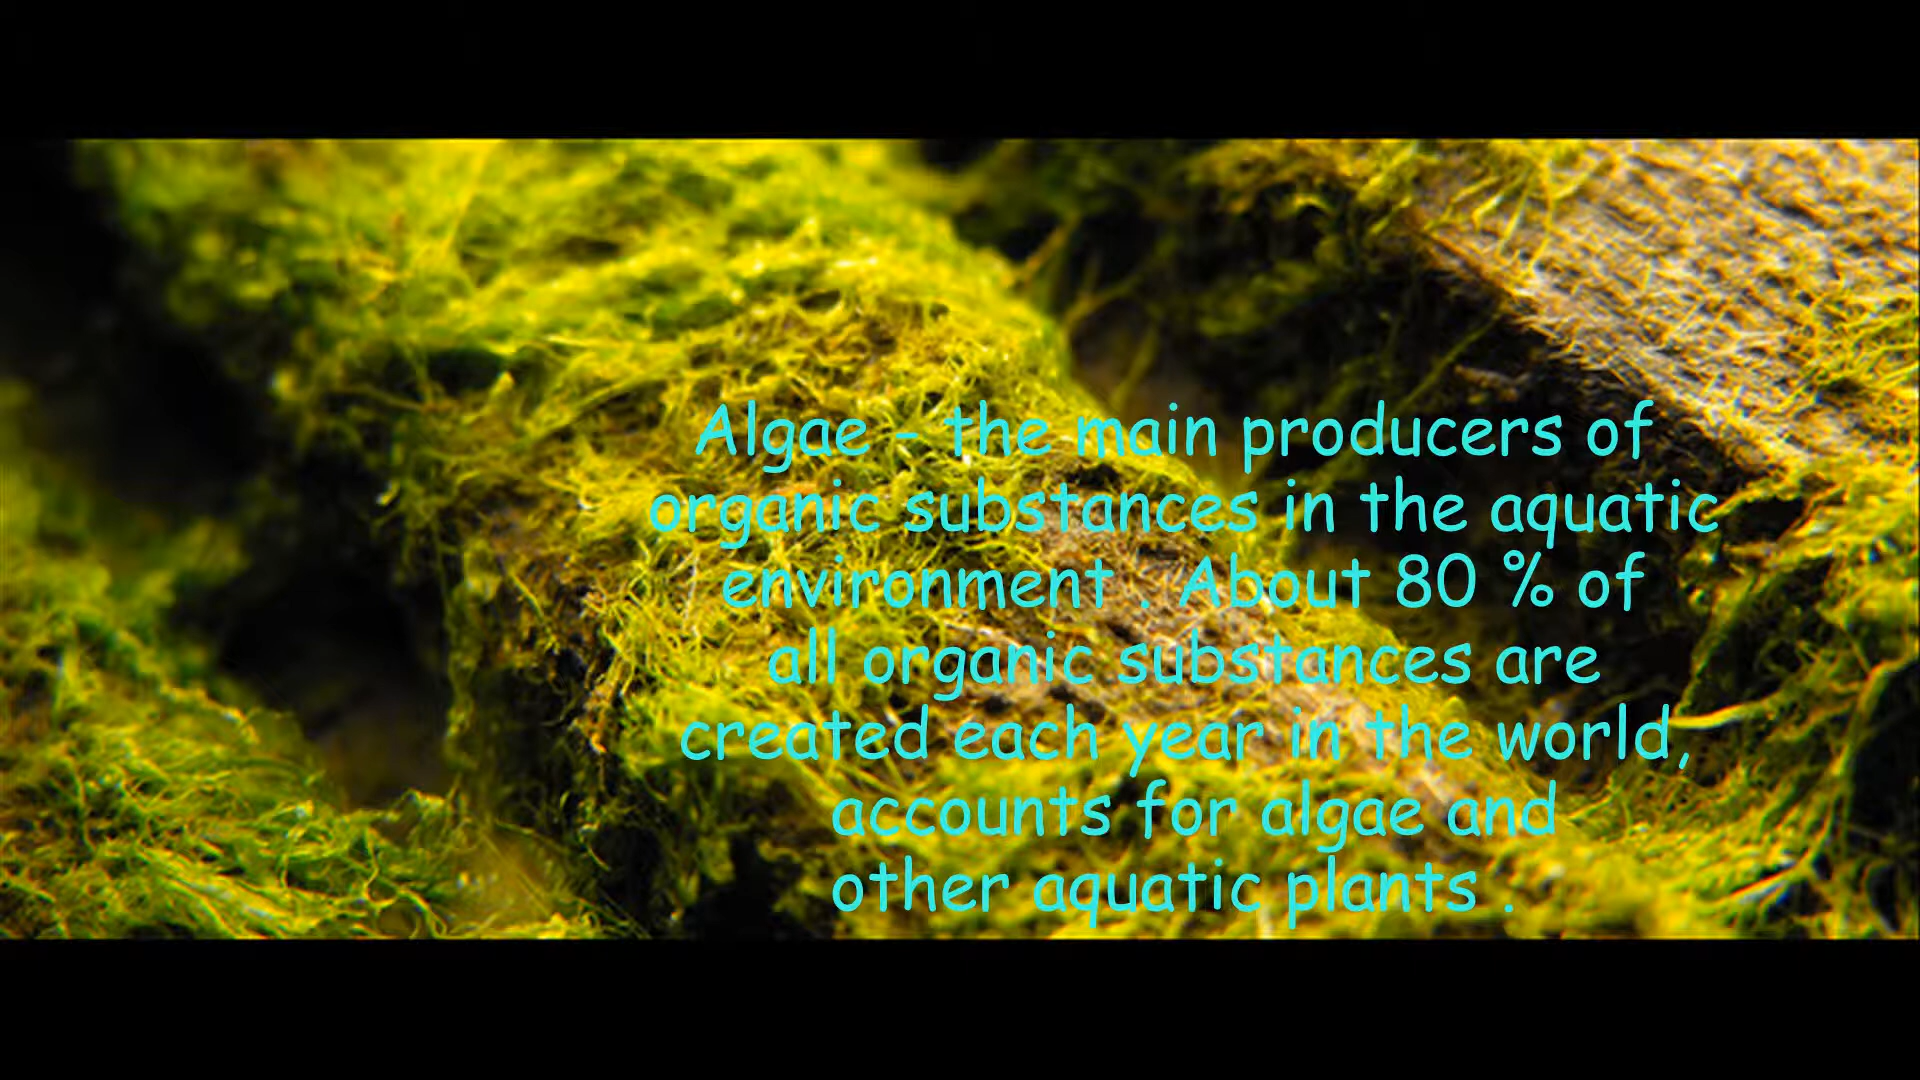 Algae - the main producers of
organic substances in the aquatic
environment . About 80 % of
all organic substances are
created each year in the world,
accounts for algae and
other aquatic plants .